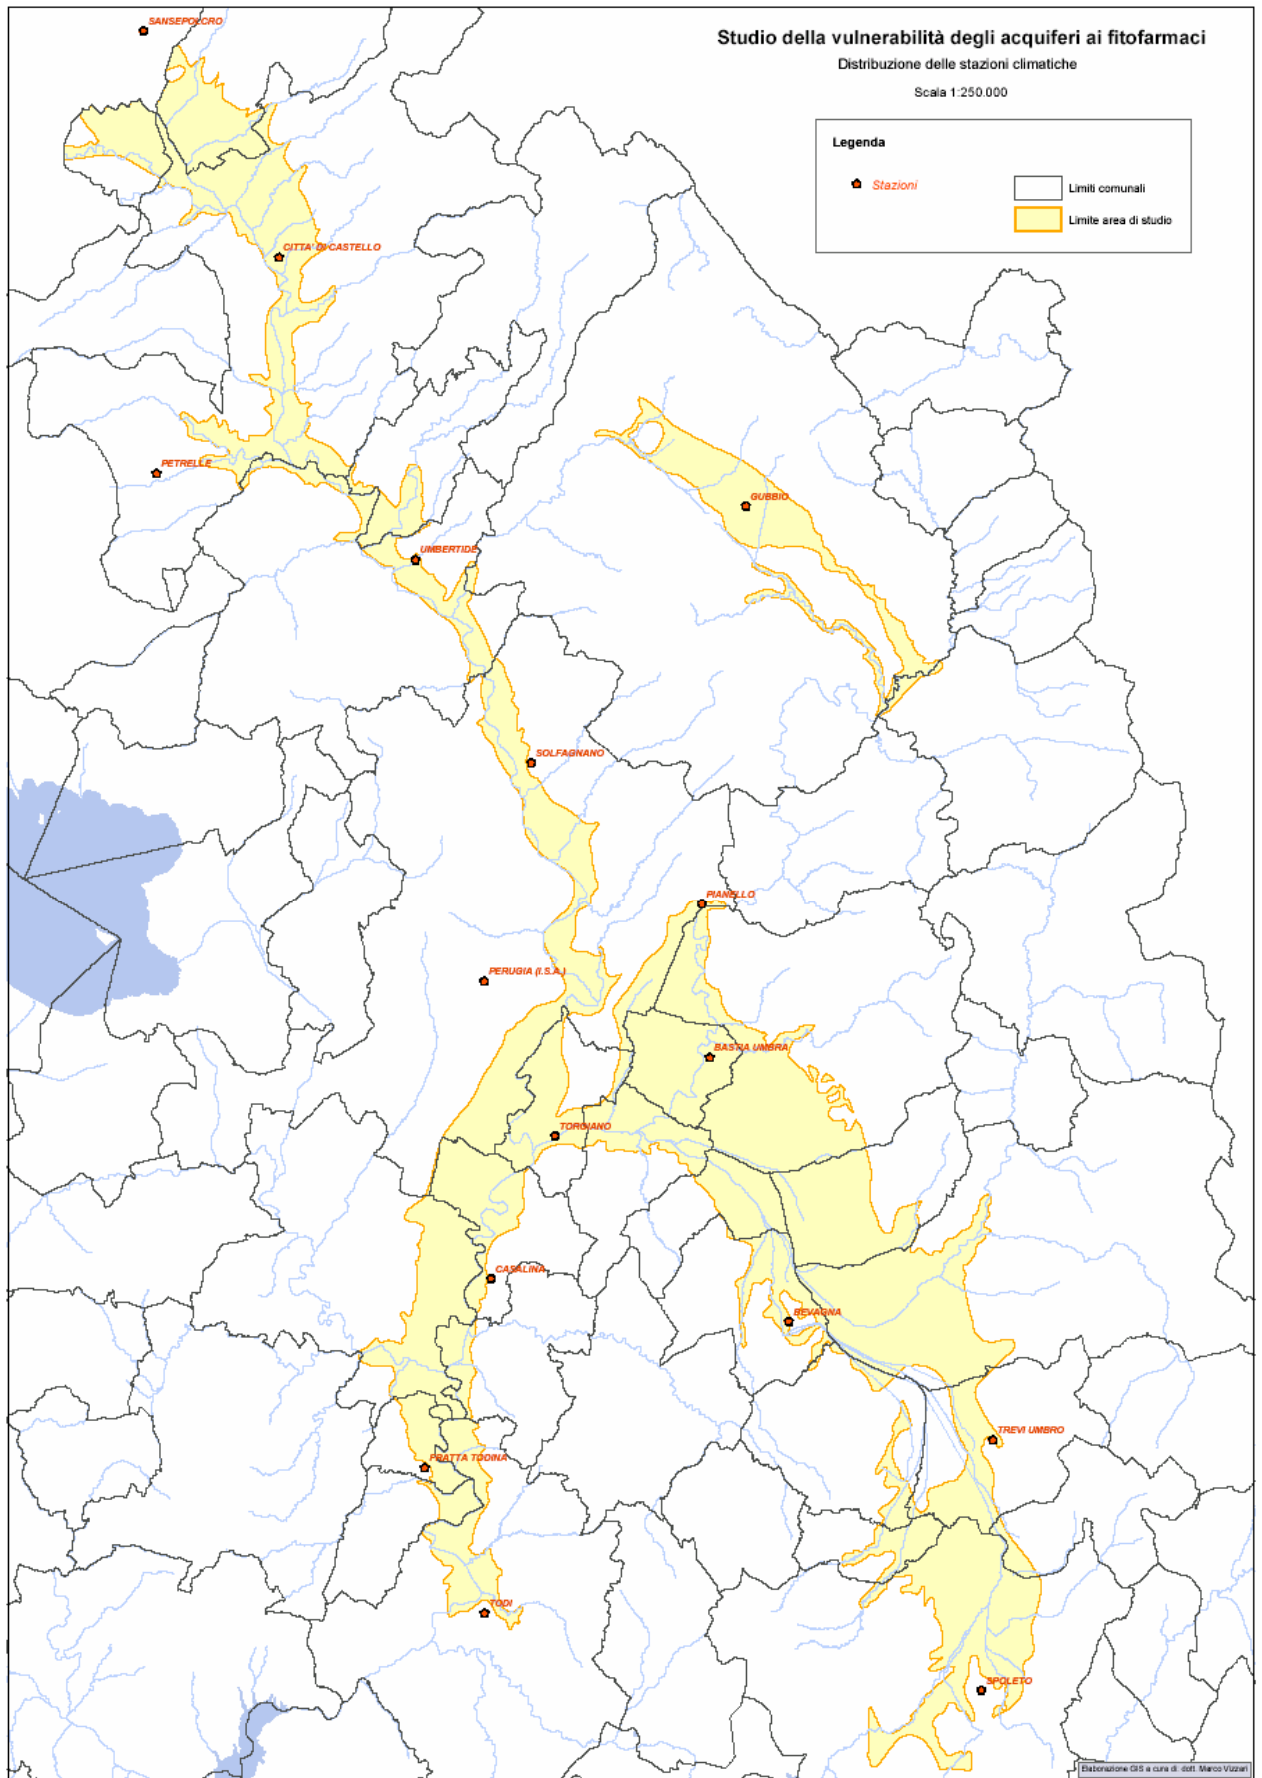 SANSEPOLCRO
Studio della vulnerabilità degli acquiferi ai fitofarmaci
Distribuzione delle stazioni climatiche
Scala 1:250.000
Legenda
Stazioni
Limiti comunali
Limite area di studio
CITTA' DI CASTELLO
PETRELLE
GUBBIO
UMBERTIDE
SOLFAGNANO
PIANELLO
PERUGIA (I.S.A.)
BASTIA UMBRA
TORGIANO
CASALINA
BEVAGNA
TREVI UMBRO
FRATTA TODINA
TODI
SPOLETO
Elaborazione GIS a cura di: dott. Marco Vizzari